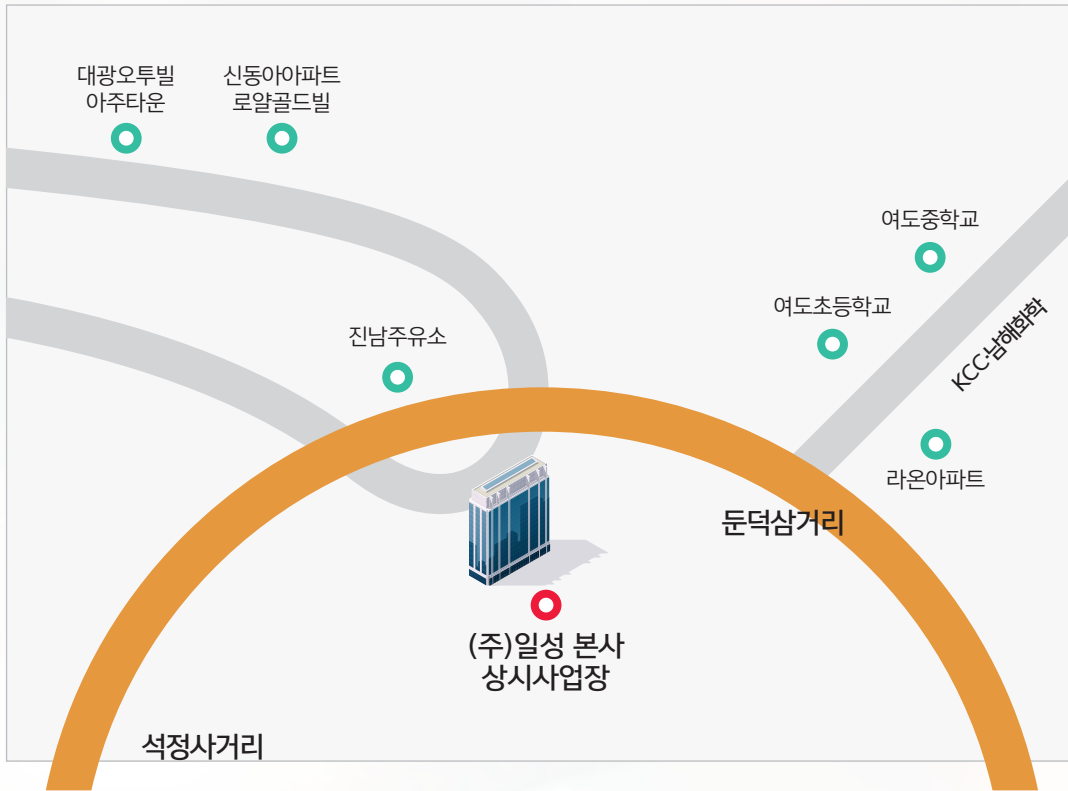 대광오투빌
아주타운
신동아아파트
로얄골드빌
여도중학교
여도초등학교
진남주유소
KCC·남해화학
라온아파트
둔덕삼거리
(주)일성 본사
상시사업장
석정사거리